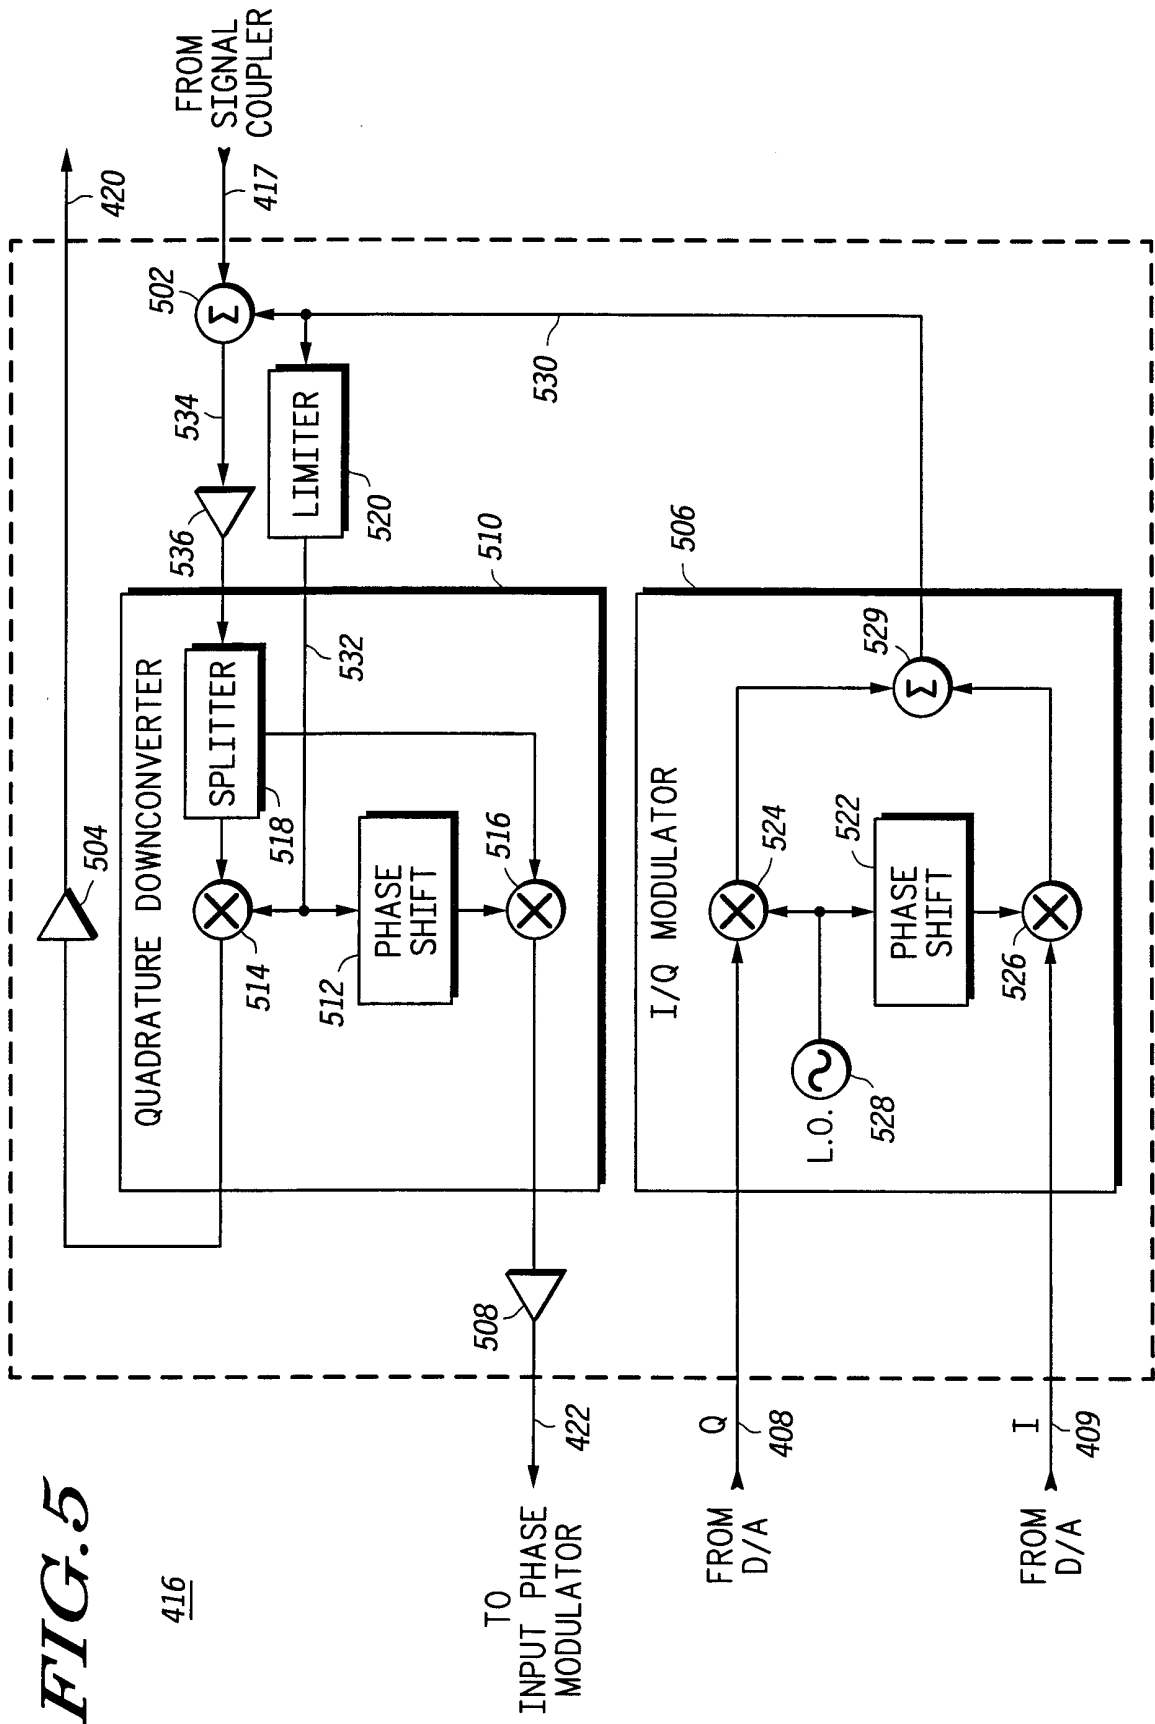 FIG.5
416
420
504
FROM
SIGNAL
COUPLER
417
502
534
536
QUADRATURE DOWNCONVERTER
510
SPLITTER
518
LIMITER
520
532
530
514
PHASE
SHIFT
512
516
508
422
TO
INPUT PHASE
MODULATOR
I/Q MODULATOR
506
524
529
Σ
Σ
L.O.
528
PHASE
SHIFT
522
526
Q
408
FROM
D/A
I
409
FROM
D/A